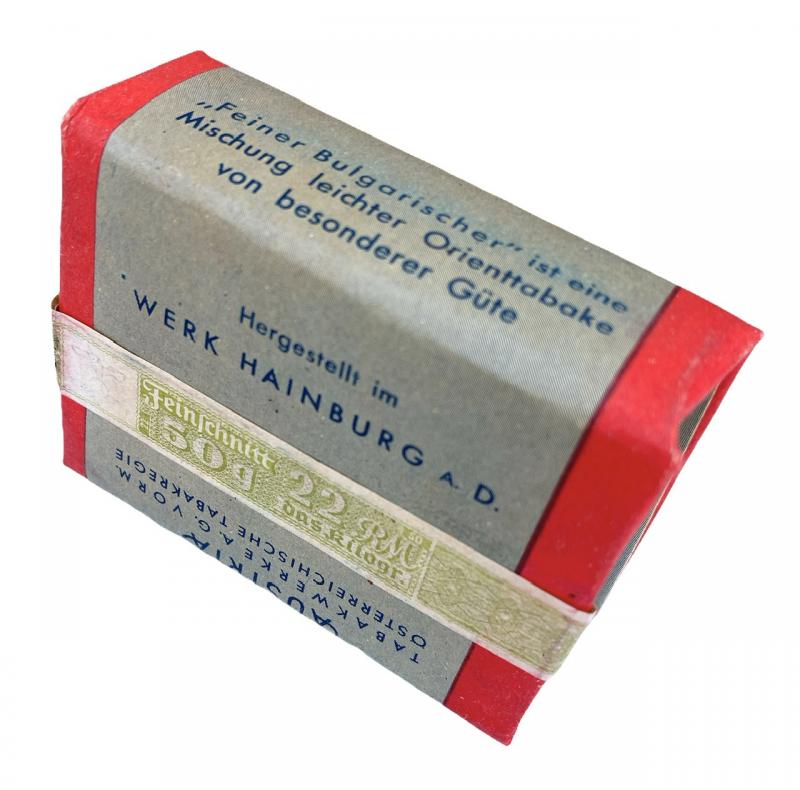 „Feiner Bulgarischer” ist eine
Mischung leichter Orienttabake
von besonderer Güte
Hergestellt im
WERK HAINBURG A. D.
Feinschnitt
50g
22 RM
das Kilogr.
AUSTRIA
TABAKWERKE A. G. VORM.
ÖSTERREICHISCHE TABAKREGIE